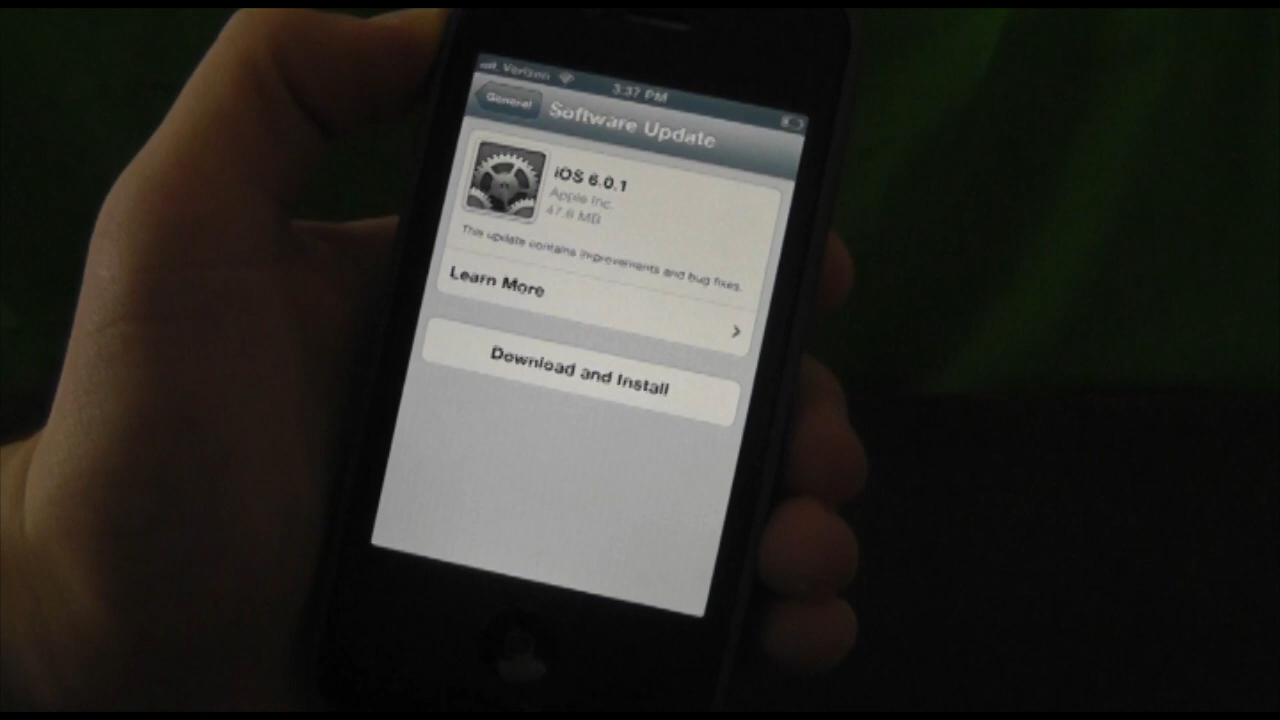 Verizon 3:37 PM
General Software Update
iOS 6.0.1
Apple Inc.
47.6 MB
This update contains improvements and bug fixes.
Learn More
Download and Install